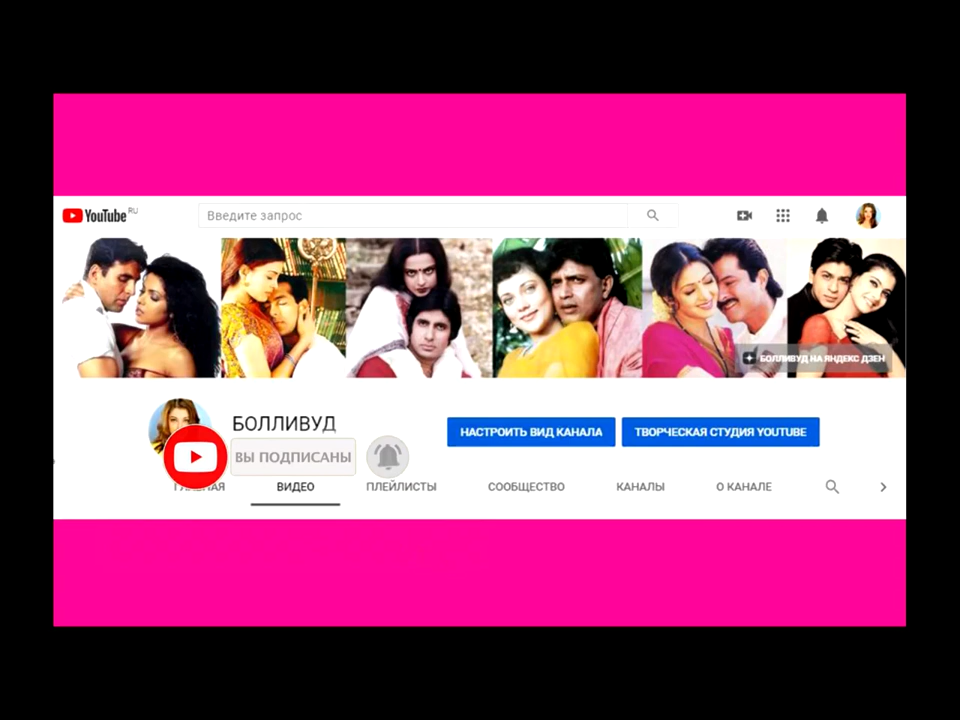 YouTube RU
Введите запрос
БОЛЛИВУД НА ЯНДЕКС ДЗЕН
БОЛЛИВУД
НАСТРОИТЬ ВИД КАНАЛА
ТВОРЧЕСКАЯ СТУДИЯ YOUTUBE
ВЫ ПОДПИСАНЫ
ВИДЕО
ПЛЕЙЛИСТЫ
СООБЩЕСТВО
КАНАЛЫ
О КАНАЛЕ